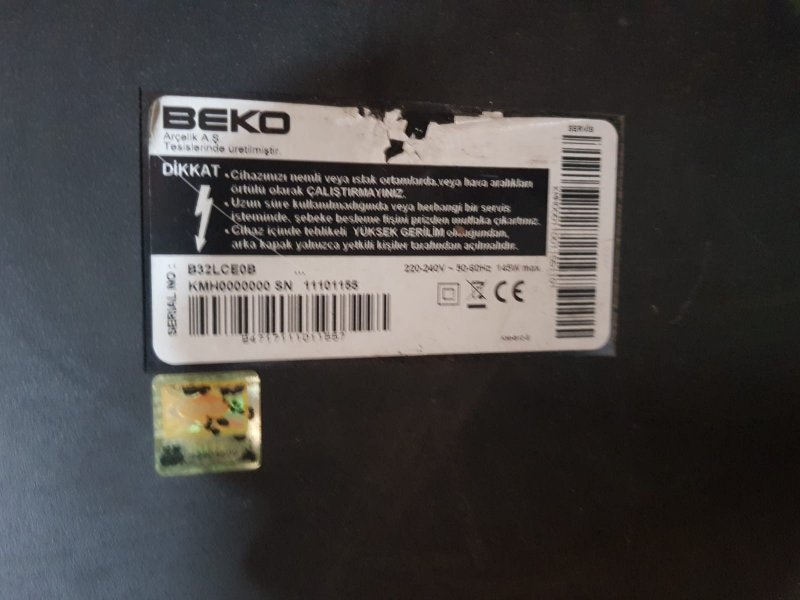 BEKO
Arçelik A.Ş
Tesislerinde üretilmiştir.
SERVİS
DİKKAT
• Cihazınızı nemli veya ıslak ortamlarda veya hava aralıkları
örtülü olarak ÇALIŞTIRMAYINIZ.
• Uzun süre kullanılmadığında veya herhangi bir servis
isteminde, şebeke besleme fişini prizden mutlaka çıkartınız.
• Cihaz içinde tehlikeli YÜKSEK GERİLİM olduğundan,
arka kapak yalnızca yetkili kişiler tarafından açılmalıdır.
SERIAL NO :
B32LCE0B ...
220-240V ~ 50-60Hz 145W max.
KMH0000000 SN 11101155
CE